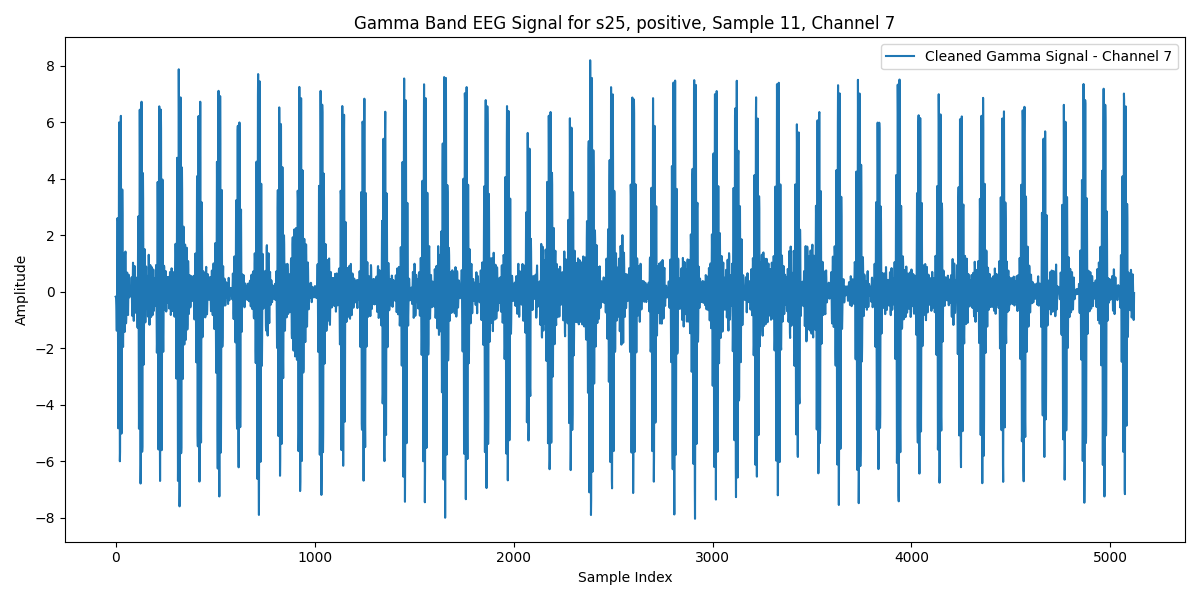 Gamma Band EEG Signal for s25, positive, Sample 11, Channel 7
Cleaned Gamma Signal - Channel 7
8
6
4
2
0
−2
−4
−6
−8
Amplitude
0 1000 2000 3000 4000 5000
Sample Index